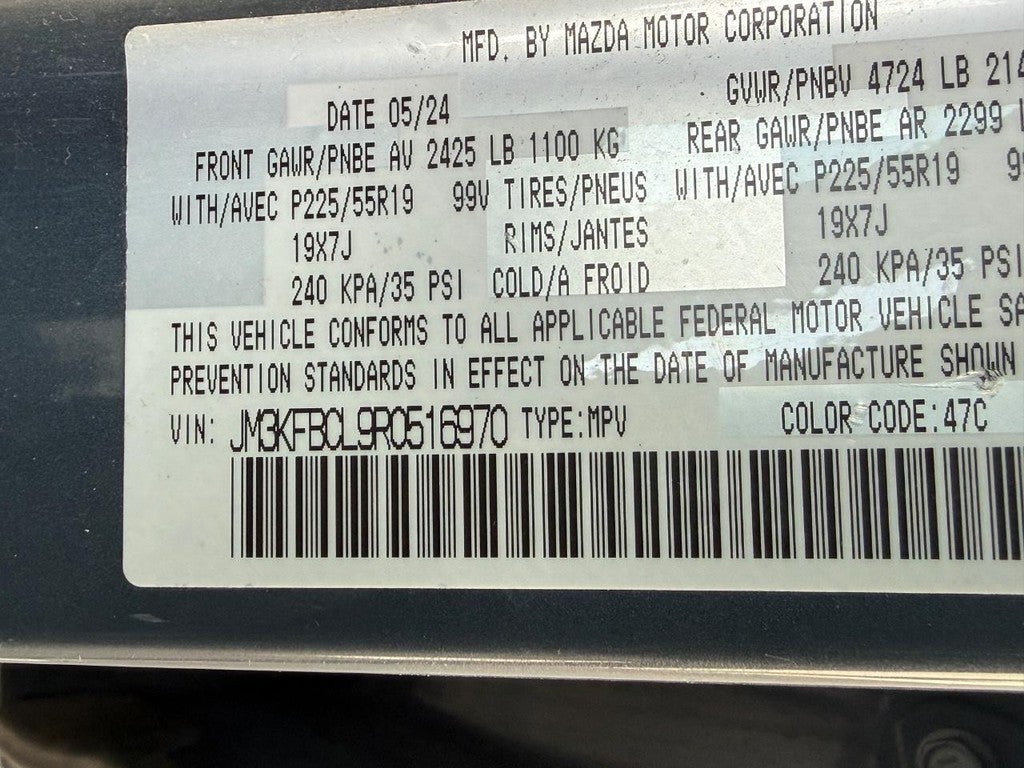 MFD. BY MAZDA MOTOR CORPORATION
DATE 05/24 GVWR/PNBV 4724 LB 214
FRONT GAWR/PNBE AV 2425 LB 1100 KG REAR GAWR/PNBE AR 2299
WITH/AVEC P225/55R19 99V TIRES/PNEUS WITH/AVEC P225/55R19 99
19X7J RIMS/JANTES 19X7J
240 KPA/35 PSI COLD/A FROID 240 KPA/35 PSI
THIS VEHICLE CONFORMS TO ALL APPLICABLE FEDERAL MOTOR VEHICLE SA
PREVENTION STANDARDS IN EFFECT ON THE DATE OF MANUFACTURE SHOWN
VIN: JM3KFBCL9R0516970 TYPE:MPV COLOR CODE:47C